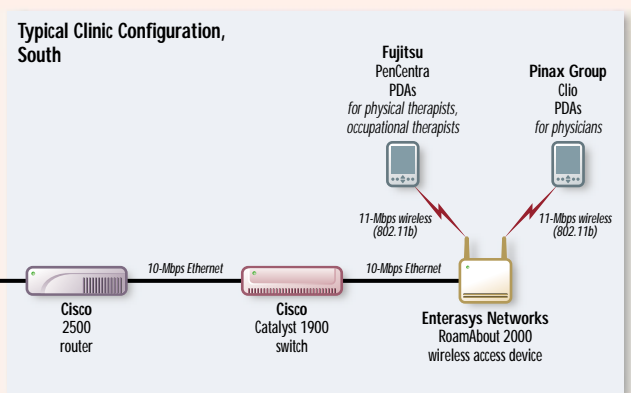 Typical Clinic Configuration,
South
Fujitsu
PenCentra
PDAs
for physical therapists,
occupational therapists
Pinax Group
Clio
PDAs
for physicians
11-Mbps wireless
(802.11b)
11-Mbps wireless
(802.11b)
10-Mbps Ethernet
10-Mbps Ethernet
Cisco
2500
router
Cisco
Catalyst 1900
switch
Enterasys Networks
RoamAbout 2000
wireless access device